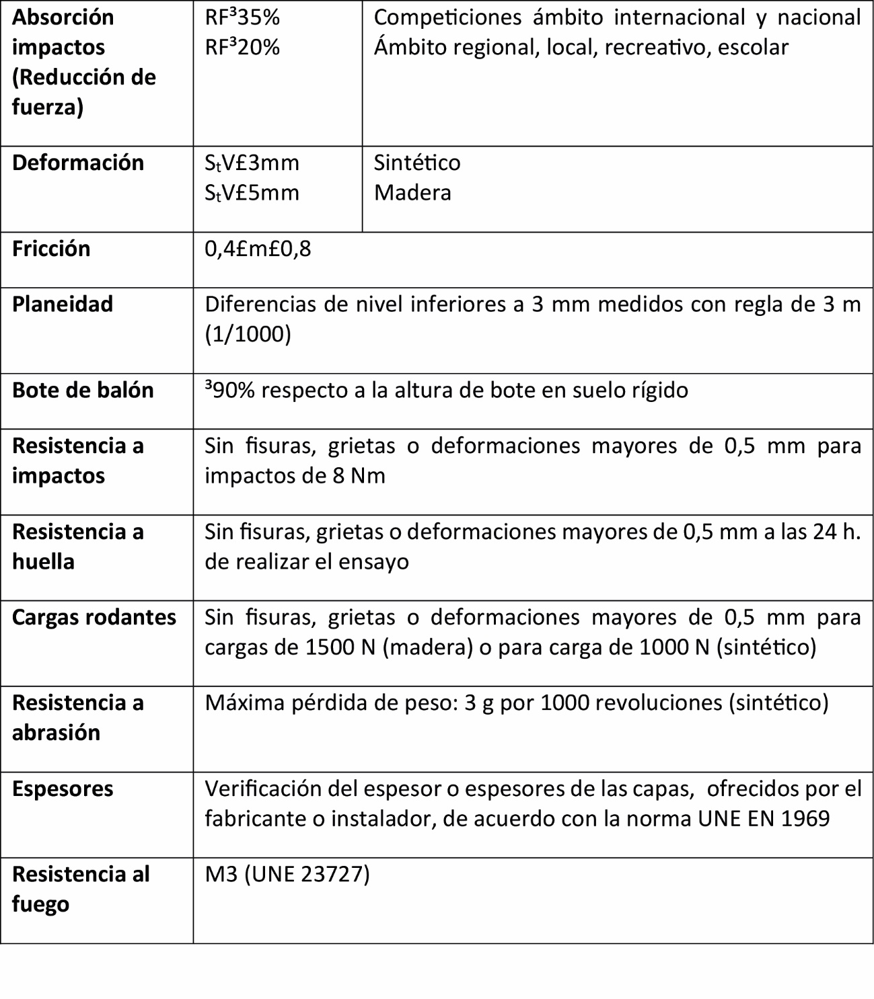 Absorción impactos (Reducción de fuerza)
RF³35%
RF³20%
Competiciones ámbito internacional y nacional
Ámbito regional, local, recreativo, escolar
Deformación
SₜV£3mm
SₜV£5mm
Sintético
Madera
Fricción
0,4£m£0,8
Planeidad
Diferencias de nivel inferiores a 3 mm medidos con regla de 3 m
(1/1000)
Bote de balón
³90% respecto a la altura de bote en suelo rígido
Resistencia a
impactos
Sin fisuras, grietas o deformaciones mayores de 0,5 mm para
impactos de 8 Nm
Resistencia a
huella
Sin fisuras, grietas o deformaciones mayores de 0,5 mm a las 24 h.
de realizar el ensayo
Cargas rodantes
Sin fisuras, grietas o deformaciones mayores de 0,5 mm para
cargas de 1500 N (madera) o para carga de 1000 N (sintético)
Resistencia a
abrasión
Máxima pérdida de peso: 3 g por 1000 revoluciones (sintético)
Espesores
Verificación del espesor o espesores de las capas,  ofrecidos por el
fabricante o instalador, de acuerdo con la norma UNE EN 1969
Resistencia al
fuego
M3 (UNE 23727)